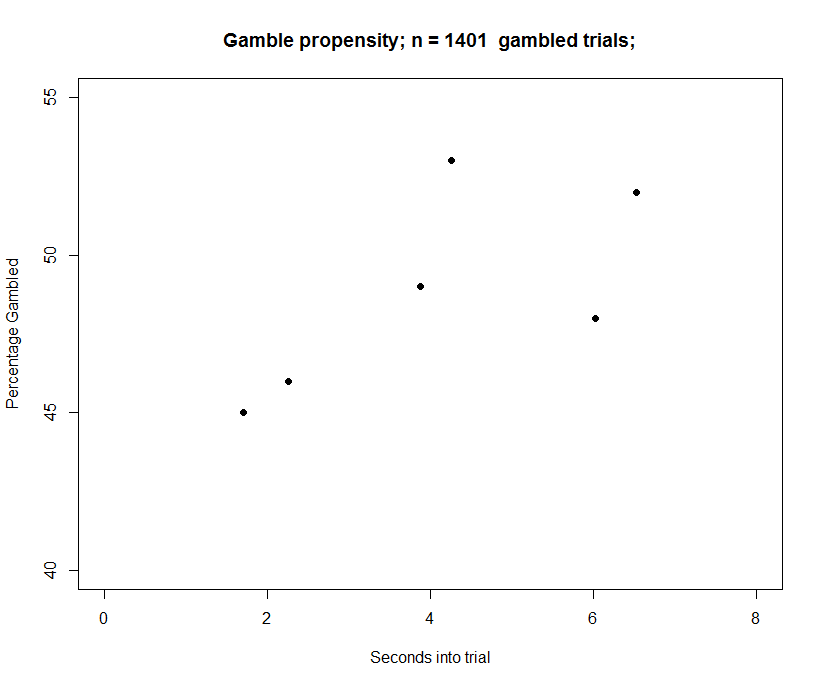 Gamble propensity; n = 1401  gambled trials;
55
50
45
40
Percentage Gambled
0 2 4 6 8
Seconds into trial